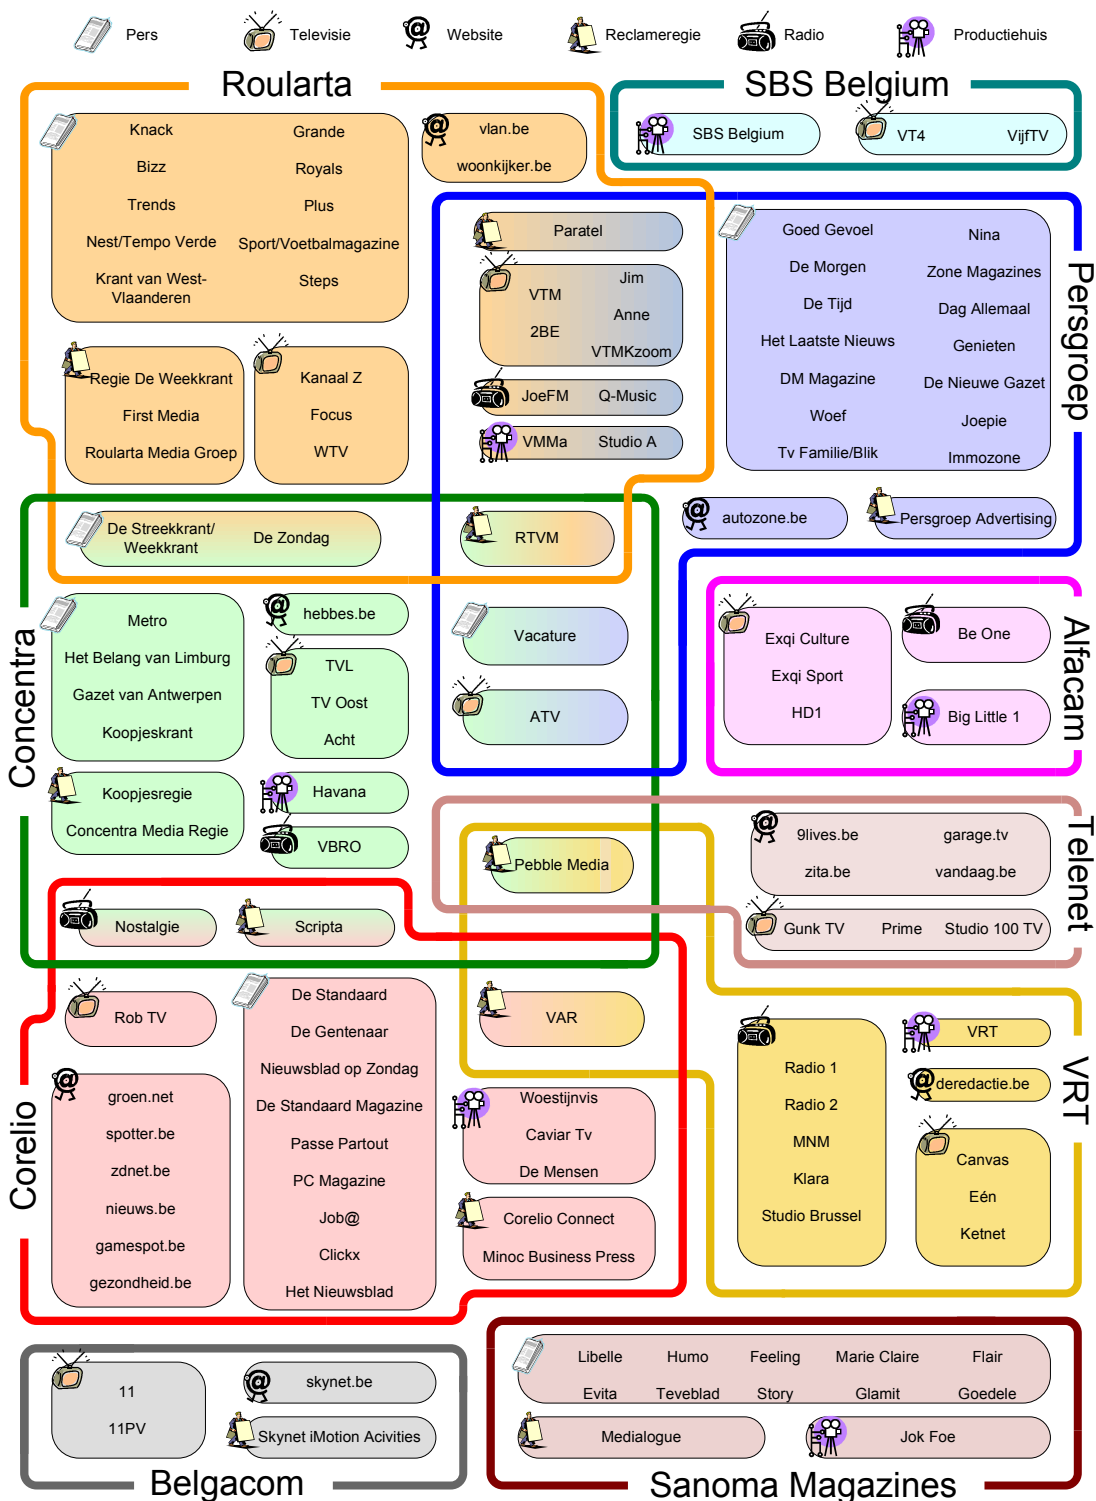 Pers
Televisie
Website
Reclameregie
Radio
Productiehuis
Roularta
SBS Belgium
Knack
Grande
Bizz
Royals
Trends
Plus
Nest/Tempo Verde
Sport/Voetbalmagazine
Krant van West-
Vlaanderen
Steps
vlan.be
woonkijker.be
SBS Belgium
VT4
VijfTV
Paratel
VTM
Jim
2BE
Anne
VTMKzoom
JoeFM
Q-Music
VMMa
Studio A
Goed Gevoel
Nina
De Morgen
Zone Magazines
De Tijd
Dag Allemaal
Het Laatste Nieuws
Genieten
DM Magazine
De Nieuwe Gazet
Woef
Joepie
Tv Familie/Blik
Immozone
Persgroep
Regie De Weekkrant
First Media
Roularta Media Groep
Kanaal Z
Focus
WTV
autozone.be
Persgroep Advertising
De Streekkrant/
Weekkrant
De Zondag
RTVM
Concentra
Metro
Het Belang van Limburg
Gazet van Antwerpen
Koopjeskrant
hebbes.be
TVL
TV Oost
Acht
Vacature
ATV
Exqi Culture
Exqi Sport
HD1
Be One
Big Little 1
Alfacam
Koopjesregie
Concentra Media Regie
Havana
VBRO
Pebble Media
9lives.be
garage.tv
zita.be
vandaag.be
Gunk TV
Prime
Studio 100 TV
Telenet
Nostalgie
Scripta
Corelio
Rob TV
De Standaard
De Gentenaar
Nieuwsblad op Zondag
De Standaard Magazine
Passe Partout
PC Magazine
Job@
Clickx
Het Nieuwsblad
groen.net
spotter.be
zdnet.be
nieuws.be
gamespot.be
gezondheid.be
VAR
Woestijnvis
Caviar Tv
De Mensen
Corelio Connect
Minoc Business Press
Radio 1
Radio 2
MNM
Klara
Studio Brussel
VRT
deredactie.be
Canvas
Eén
Ketnet
VRT
11
11PV
skynet.be
Skynet iMotion Acivities
Belgacom
Libelle
Humo
Feeling
Marie Claire
Flair
Evita
Teveblad
Story
Glamit
Goedele
Medialogue
Jok Foe
Sanoma Magazines